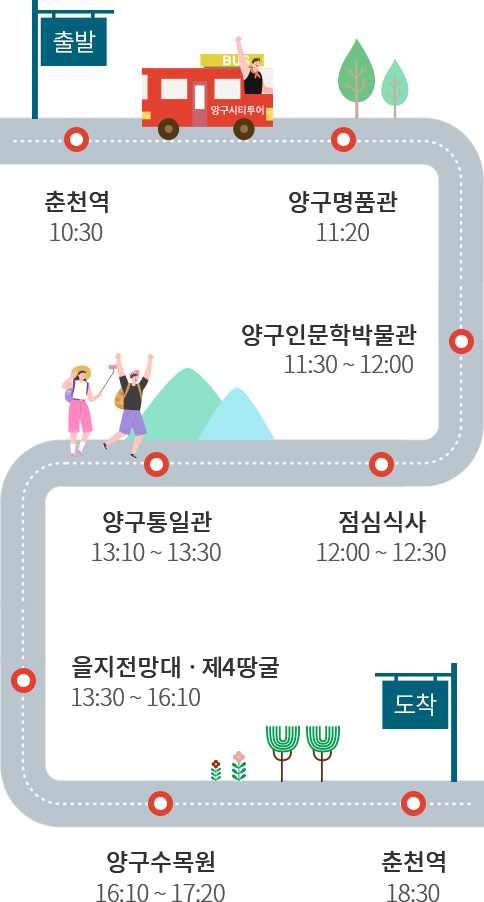 출발
BUS
양구시티투어
춘천역
10:30
양구명품관
11:20
양구인문학박물관
11:30 ~ 12:00
점심식사
12:00 ~ 12:30
양구통일관
13:10 ~ 13:30
을지전망대 · 제4땅굴
13:30 ~ 16:10
도착
양구수목원
16:10 ~ 17:20
춘천역
18:30